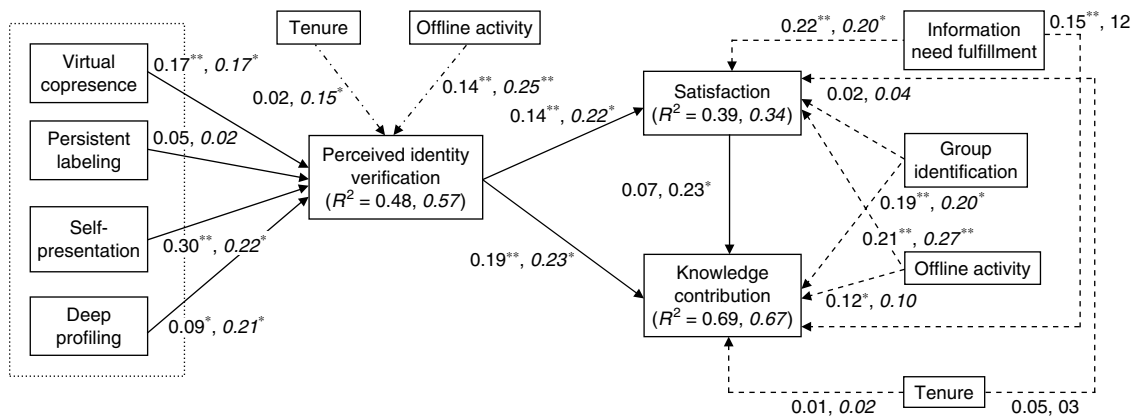 Tenure
Offline activity
Information
need fulfillment
0.22**, 0.20*
0.15**, 12
Virtual
copresence
0.17**, 0.17*
0.02, 0.15*
0.14**, 0.25**
0.14**, 0.22*
Satisfaction
(R² = 0.39, 0.34)
0.02, 0.04
Persistent
labeling
0.05, 0.02
Perceived identity
verification
(R² = 0.48, 0.57)
Group
identification
0.07, 0.23*
0.19**, 0.20*
Self-
presentation
0.30**, 0.22*
0.19**, 0.23*
0.21**, 0.27**
Knowledge
contribution
(R² = 0.69, 0.67)
Offline activity
0.12*, 0.10
Deep
profiling
0.09*, 0.21*
Tenure
0.01, 0.02
0.05, 03